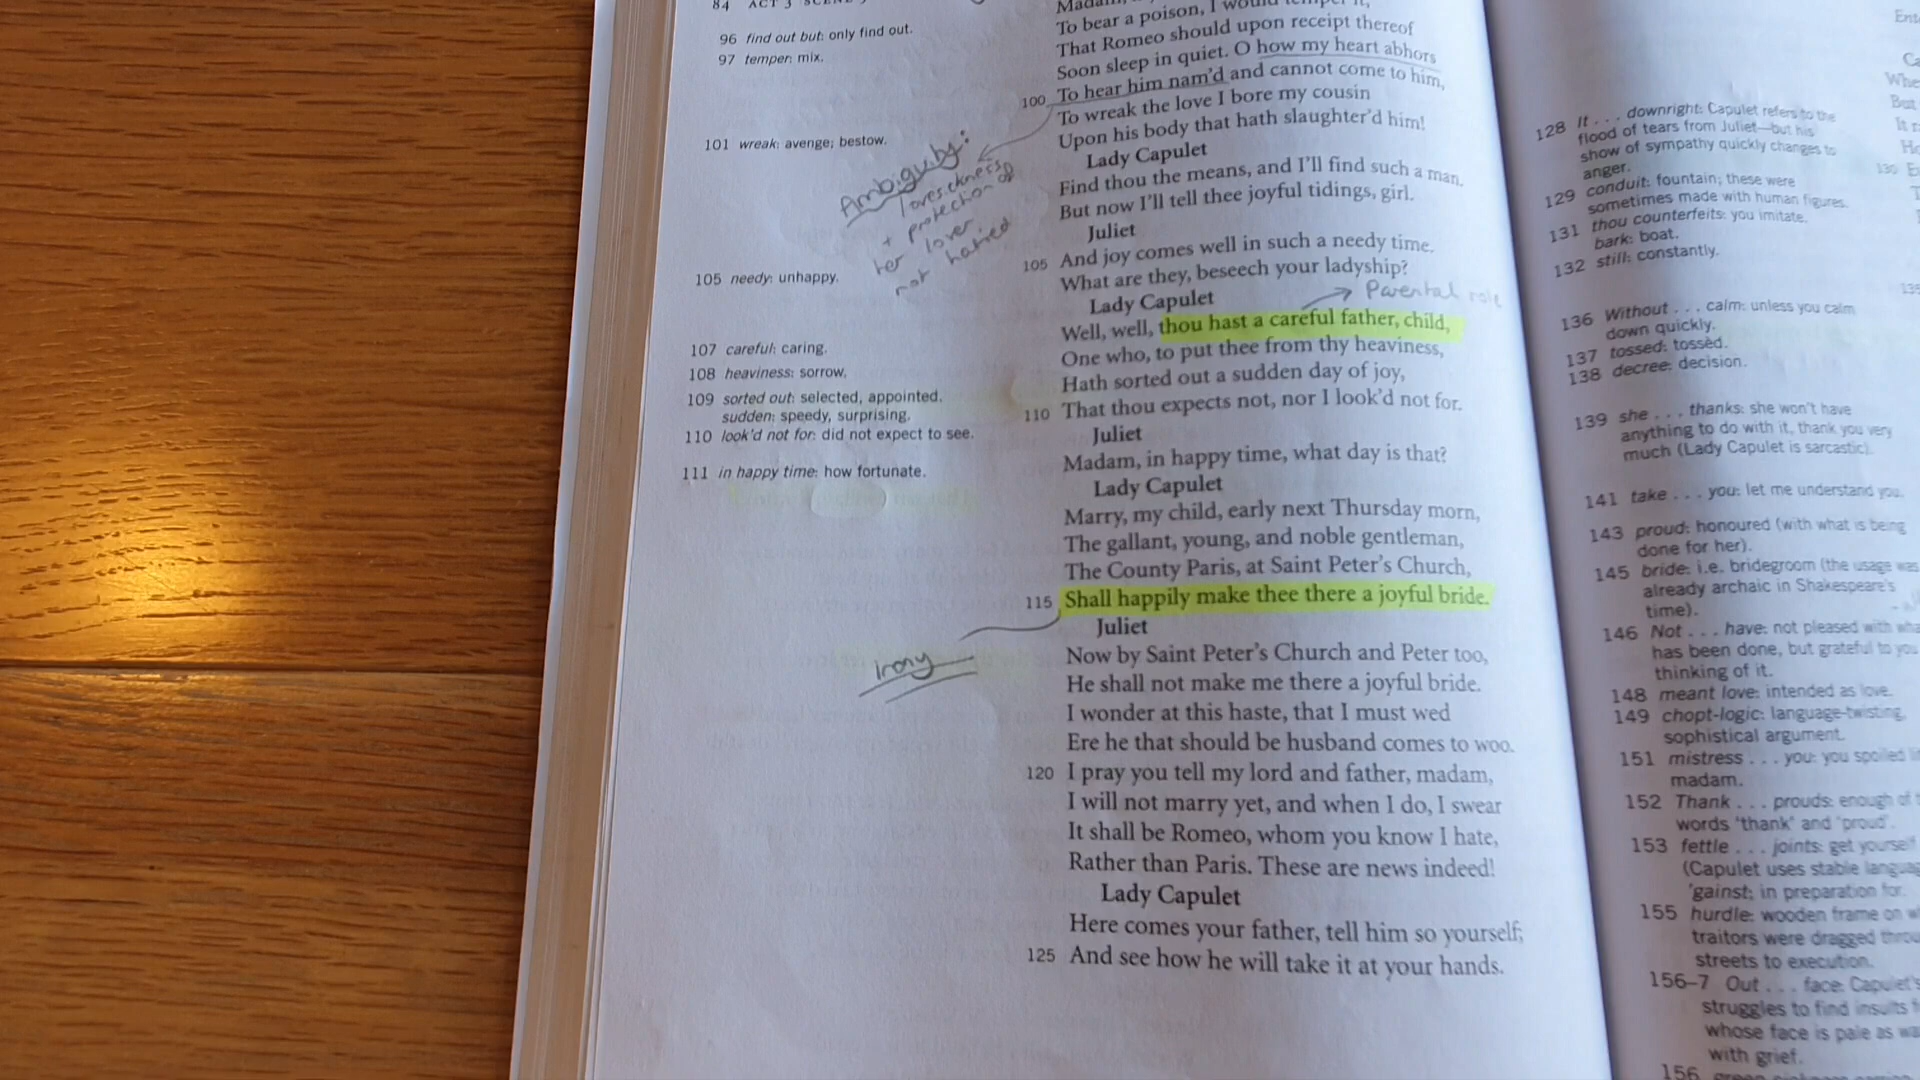 84 ACT 3 SCENE
96 find out but: only find out.
97 temper: mix.
101 wreak: avenge; bestow.
Ambiguity:
lovesickness
+ protection of
her lover
not hatred
105 needy: unhappy.
107 careful: caring.
108 heaviness: sorrow.
109 sorted out: selected, appointed.
sudden: speedy, surprising.
110 look'd not for: did not expect to see.
111 in happy time: how fortunate.
Irony
Madam,
To bear a poison, I would temper it,
That Romeo should upon receipt thereof
Soon sleep in quiet. O how my heart abhors
100 To hear him nam'd and cannot come to him,
To wreak the love I bore my cousin
Upon his body that hath slaughter'd him!
Lady Capulet
Find thou the means, and I'll find such a man.
But now I'll tell thee joyful tidings, girl.
Juliet
105 And joy comes well in such a needy time.
What are they, beseech your ladyship?
Lady Capulet
Parental role
Well, well, thou hast a careful father, child,
One who, to put thee from thy heaviness,
Hath sorted out a sudden day of joy,
110 That thou expects not, nor I look'd not for.
Juliet
Madam, in happy time, what day is that?
Lady Capulet
Marry, my child, early next Thursday morn,
The gallant, young, and noble gentleman,
The County Paris, at Saint Peter's Church,
115 Shall happily make thee there a joyful bride.
Juliet
Now by Saint Peter's Church and Peter too,
He shall not make me there a joyful bride.
I wonder at this haste, that I must wed
Ere he that should be husband comes to woo.
120 I pray you tell my lord and father, madam,
I will not marry yet, and when I do, I swear
It shall be Romeo, whom you know I hate,
Rather than Paris. These are news indeed!
Lady Capulet
Here comes your father, tell him so yourself;
125 And see how he will take it at your hands.
128 It . . . downright: Capulet refers to the
flood of tears from Juliet—but his
show of sympathy quickly changes to
anger.
129 conduit: fountain; these were
sometimes made with human figures.
131 thou counterfeits: you imitate.
bark: boat.
132 still: constantly.
136 Without . . . calm: unless you calm
down quickly.
137 tossed: tossèd.
138 decree: decision.
139 she . . . thanks: she won't have
anything to do with it, thank you very
much (Lady Capulet is sarcastic).
141 take . . . you: let me understand you.
143 proud: honoured (with what is being
done for her).
145 bride: i.e. bridegroom (the usage was
already archaic in Shakespeare's
time).
146 Not . . . have: not pleased with what
has been done, but grateful to you
thinking of it.
148 meant love: intended as love.
149 chopt-logic: language-twisting,
sophistical argument.
151 mistress . . . you: you spoiled
madam.
152 Thank . . . prouds: enough of
words 'thank' and 'proud'.
153 fettle . . . joints: get yourself
(Capulet uses stable
'gainst: in preparation for.
155 hurdle: wooden frame on
traitors were dragged
streets to execution.
156–7 Out . . . face: Capulet's
struggles to find insults
whose face is pale as
with grief.
156
130
135